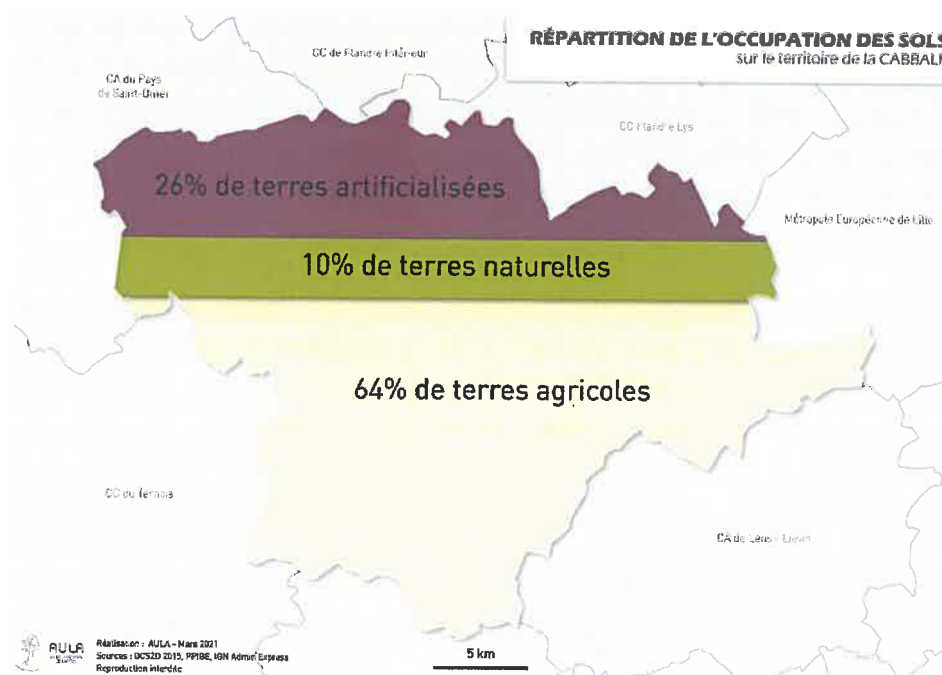 RÉPARTITION DE L'OCCUPATION DES SOLS
sur le territoire de la CABBALR
CC de Flandre Intérieur
CA du Pays
de Saint-Omer
CC Flandre Lys
26% de terres artificialisées
Métropole Européenne de Lille
10% de terres naturelles
64% de terres agricoles
CC du Ternois
CA de Lens - Liévin
AULA
Réalisation : AULA - Mars 2021
Sources : OCS2D 2015, PPIGE, IGN Admin Express
Reproduction interdite
5 km